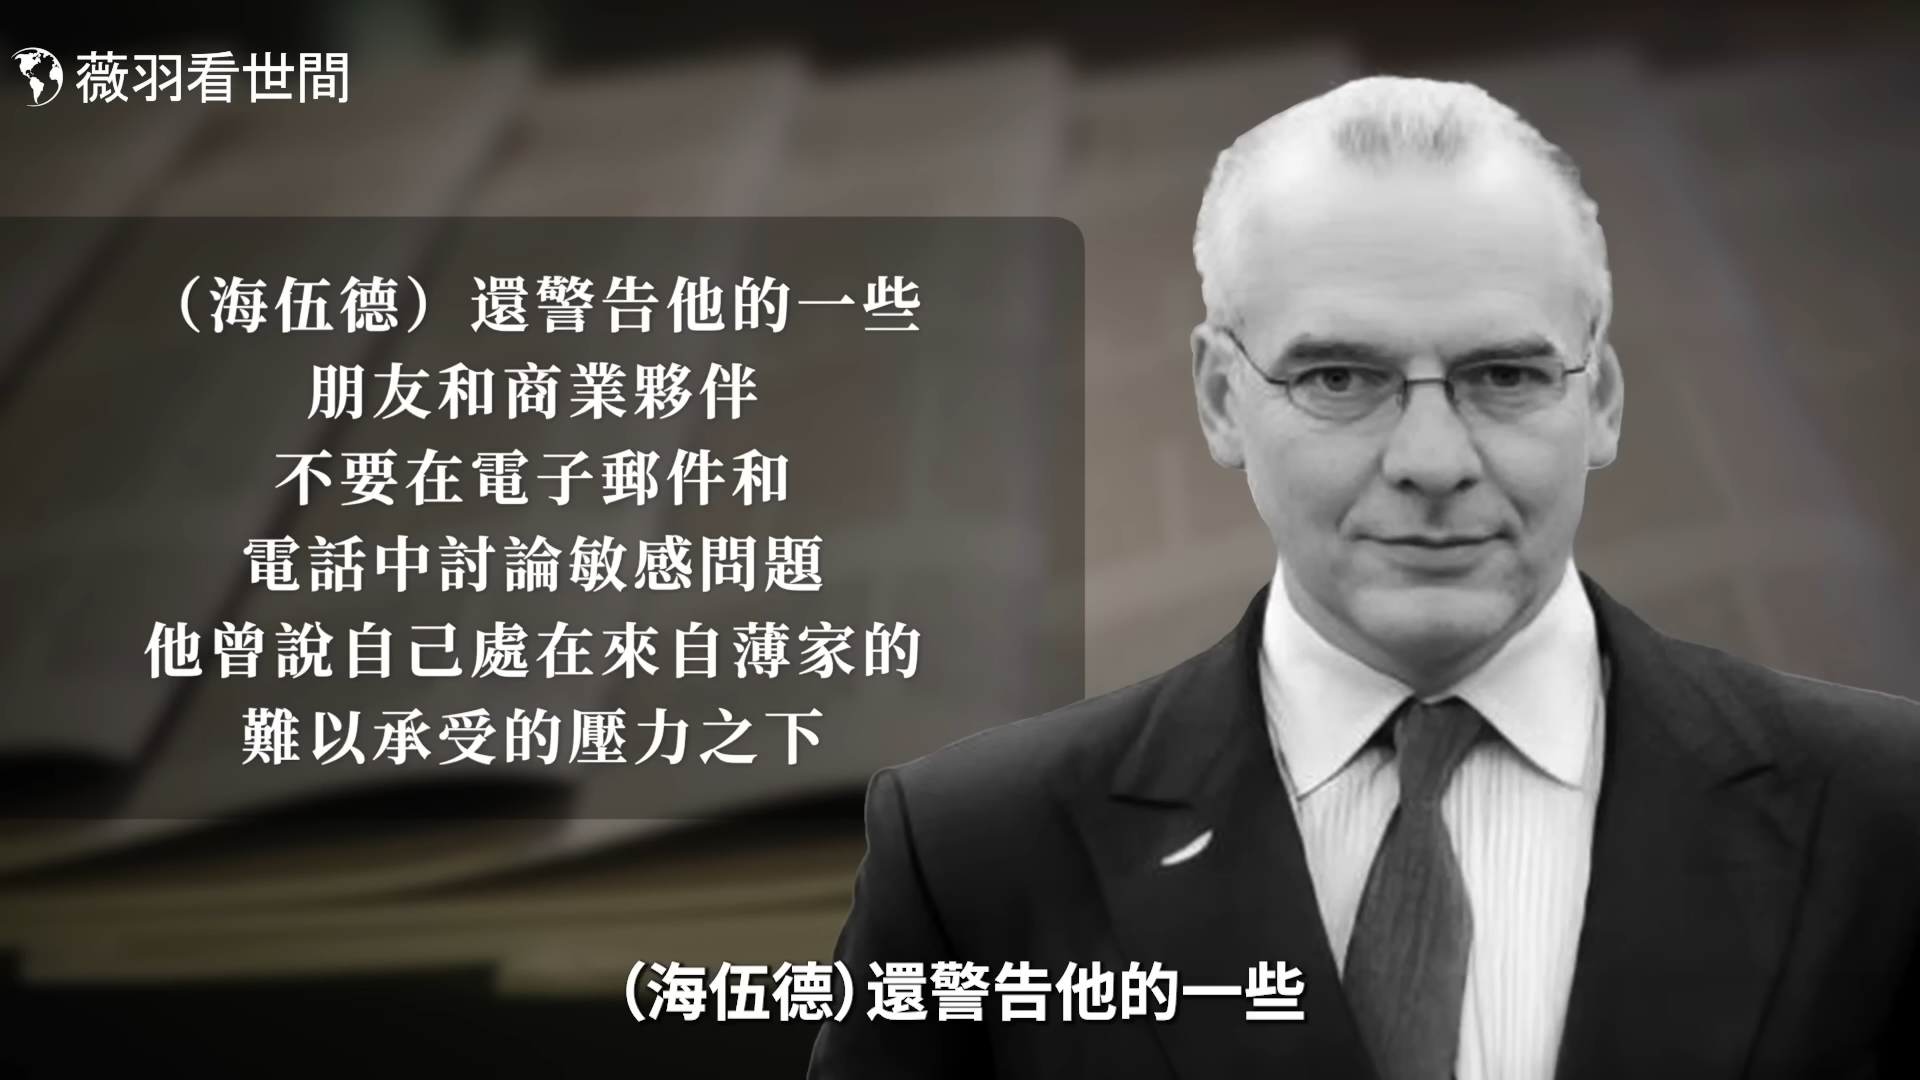 薇羽看世間
（海伍德）還警告他的一些
朋友和商業夥伴
不要在電子郵件和
電話中討論敏感問題
他曾說自己處在來自薄家的
難以承受的壓力之下
（海伍德）還警告他的一些